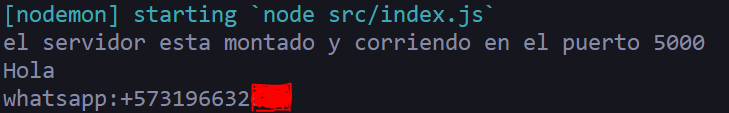 [nodemon] starting `node src/index.js`
el servidor esta montado y corriendo en el puerto 5000
Hola
whatsapp:+573196632